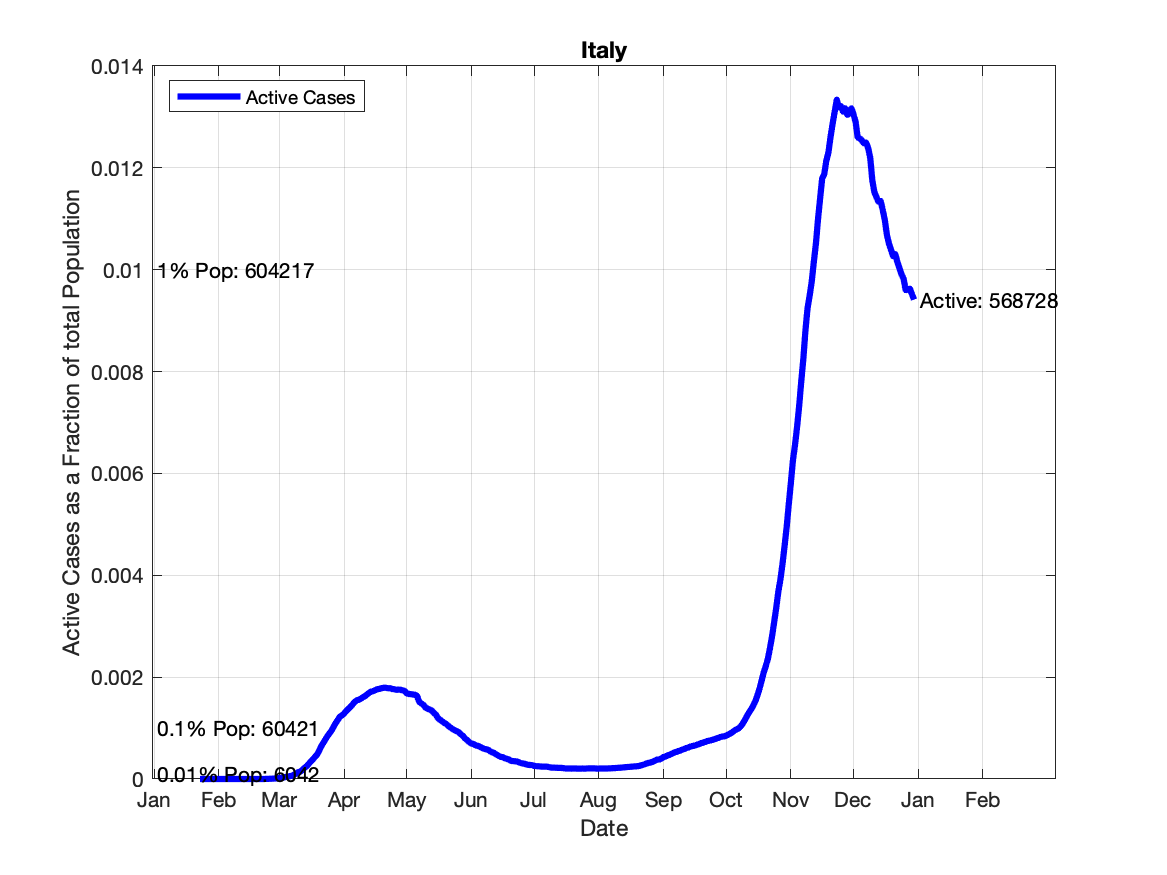 Italy
Active Cases
Active Cases as a Fraction of total Population
0.014
0.012
0.01
0.008
0.006
0.004
0.002
0
1% Pop: 604217
Active: 568728
0.1% Pop: 60421
0.01% Pop: 6042
Jan Feb Mar Apr May Jun Jul Aug Sep Oct Nov Dec Jan Feb
Date